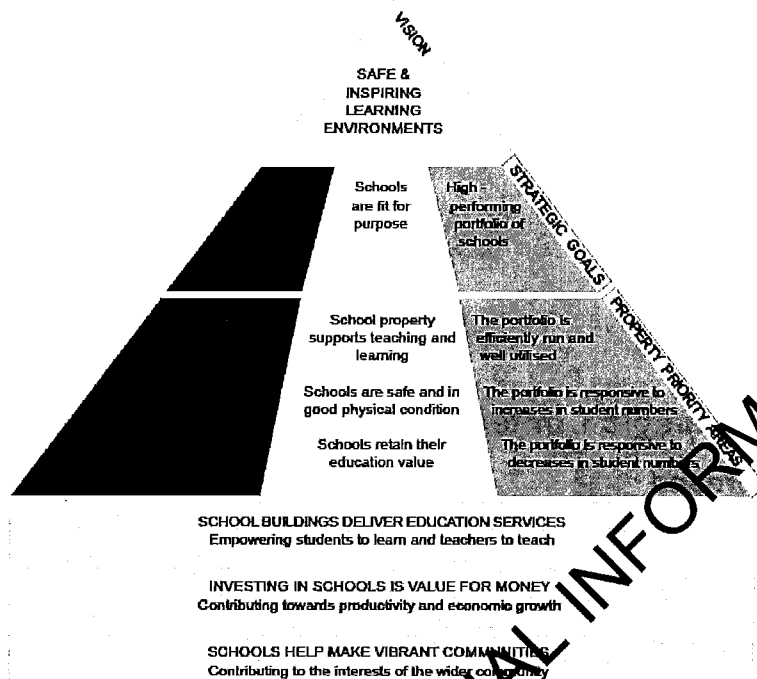 VISION
SAFE &
INSPIRING
LEARNING
ENVIRONMENTS
Schools
are fit for
purpose
High -
performing
portfolio of
schools
STRATEGIC GOALS
School property
supports teaching and
learning
The portfolio is
efficiently run and
well utilised
PROPERTY PRIORITY AREAS
Schools are safe and in
good physical condition
The portfolio is responsive to
increases in student numbers
Schools retain their
education value
The portfolio is responsive to
decreases in student numbers
SCHOOL BUILDINGS DELIVER EDUCATION SERVICES
Empowering students to learn and teachers to teach
INVESTING IN SCHOOLS IS VALUE FOR MONEY
Contributing towards productivity and economic growth
SCHOOLS HELP MAKE VIBRANT COMMUNITIES
Contributing to the interests of the wider community